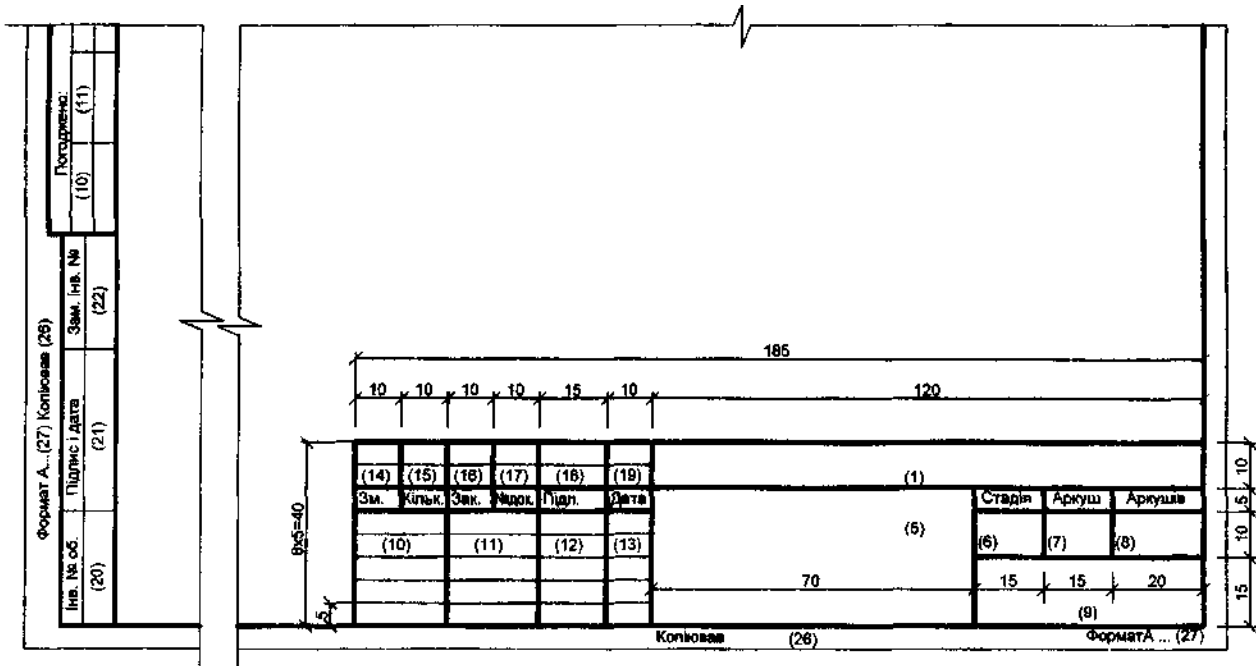 Погоджено:
(10) (11)
Зам. Інв. №
(22)
Підпис і дата
(21)
Інв. № об.
(20)
Формат А...(27) Копіював (26)
185
10 10 10 10 15 10 120
(14) (15) (16) (17) (18) (19) (1)
Зм. Кільк. Зак. №док. Підп. Дата Стадія Аркуш Аркушів
(10) (11) (12) (13) (5) (6) (7) (8)
70 15 15 20
(9)
8х5=40
5
10
5
10
15
Копіював (26) ФорматА ... (27)